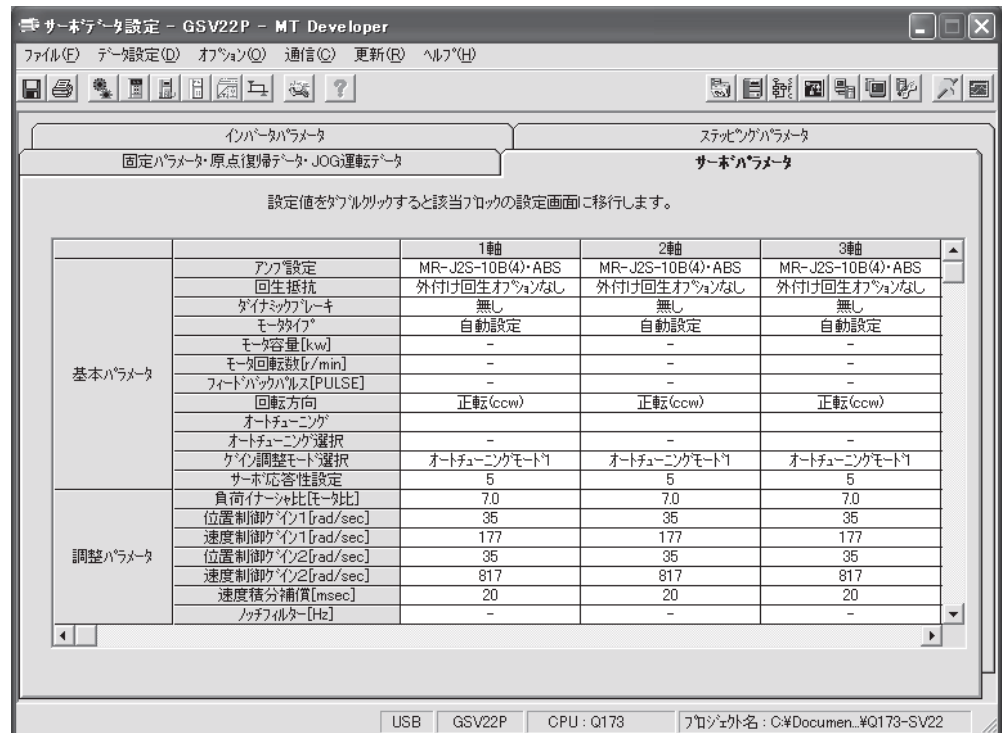 サーボデータ設定 - GSV22P - MT Developer
ファイル(F) データ設定(D) オプション(O) 通信(C) 更新(R) ヘルプ(H)
インバータパラメータ ステッピングパラメータ
固定パラメータ・原点復帰データ・JOG運転データ サーボパラメータ
設定値をダブルクリックすると該当ブロックの設定画面に移行します。
1軸 2軸 3軸
基本パラメータ
アンプ設定 MR-J2S-10B(4)・ABS MR-J2S-10B(4)・ABS MR-J2S-10B(4)・ABS
回生抵抗 外付け回生オプションなし 外付け回生オプションなし 外付け回生オプションなし
ダイナミックブレーキ 無し 無し 無し
モータタイプ 自動設定 自動設定 自動設定
モータ容量[kw] - - -
モータ回転数[r/min] - - -
フィードバックパルス[PULSE] - - -
回転方向 正転(ccw) 正転(ccw) 正転(ccw)
オートチューニング
オートチューニング選択 - - -
ゲイン調整モード選択 オートチューニングモード1 オートチューニングモード1 オートチューニングモード1
サーボ応答性設定 5 5 5
調整パラメータ
負荷イナーシャ比[モータ比] 7.0 7.0 7.0
位置制御ゲイン1[rad/sec] 35 35 35
速度制御ゲイン1[rad/sec] 177 177 177
位置制御ゲイン2[rad/sec] 35 35 35
速度制御ゲイン2[rad/sec] 817 817 817
速度積分補償[msec] 20 20 20
ノッチフィルター[Hz] - - -
USB GSV22P CPU : Q173 プロジェクト名 : C:¥Documen...¥Q173-SV22